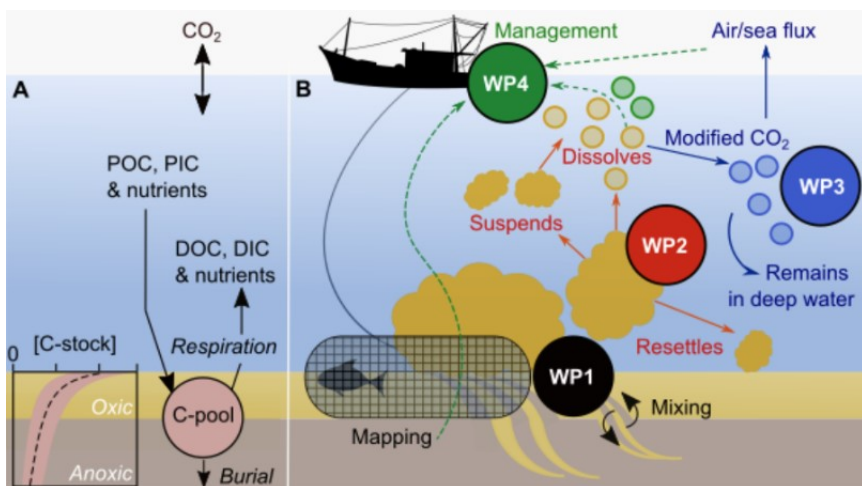 CO₂
A
POC, PIC
& nutrients
DOC, DIC
& nutrients
0
[C-stock]
Respiration
Oxic
C-pool
Anoxic
Burial
B
Management
WP4
Air/sea flux
Dissolves
Modified CO₂
WP3
Suspends
WP2
Remains
in deep water
Resettles
WP1
Mixing
Mapping